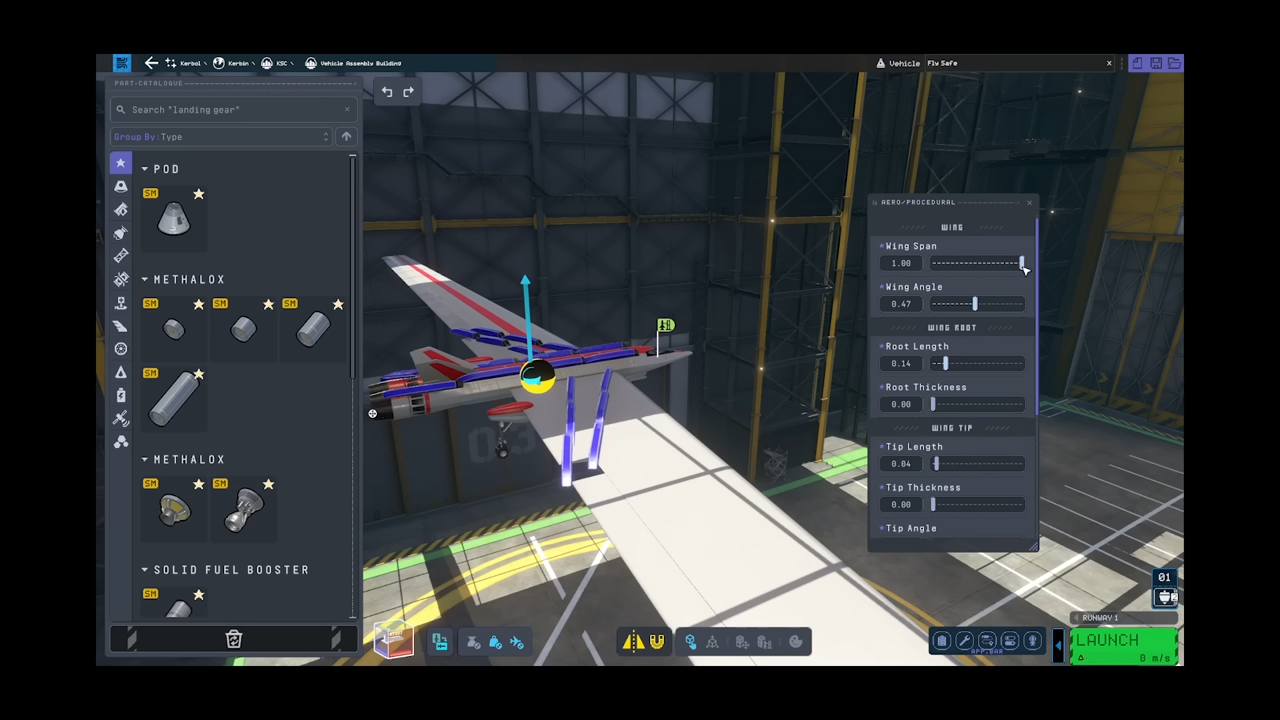 Kerbol
Kerbin
KSC
Vehicle Assembly Building
Vehicle
Fly Safe
PART-CATALOGUE
Search "landing gear"
Group By: Type
POD
SM
METHALOX
SM
SM
SM
SM
METHALOX
SM
SM
SOLID FUEL BOOSTER
SM
03
AERO/PROCEDURAL
WING
*Wing Span
1.00
*Wing Angle
0.47
WING ROOT
*Root Length
0.14
*Root Thickness
0.00
WING TIP
*Tip Length
0.04
*Tip Thickness
0.00
*Tip Angle
01
RUNWAY 1
APP.BAR
LAUNCH
0 m/s